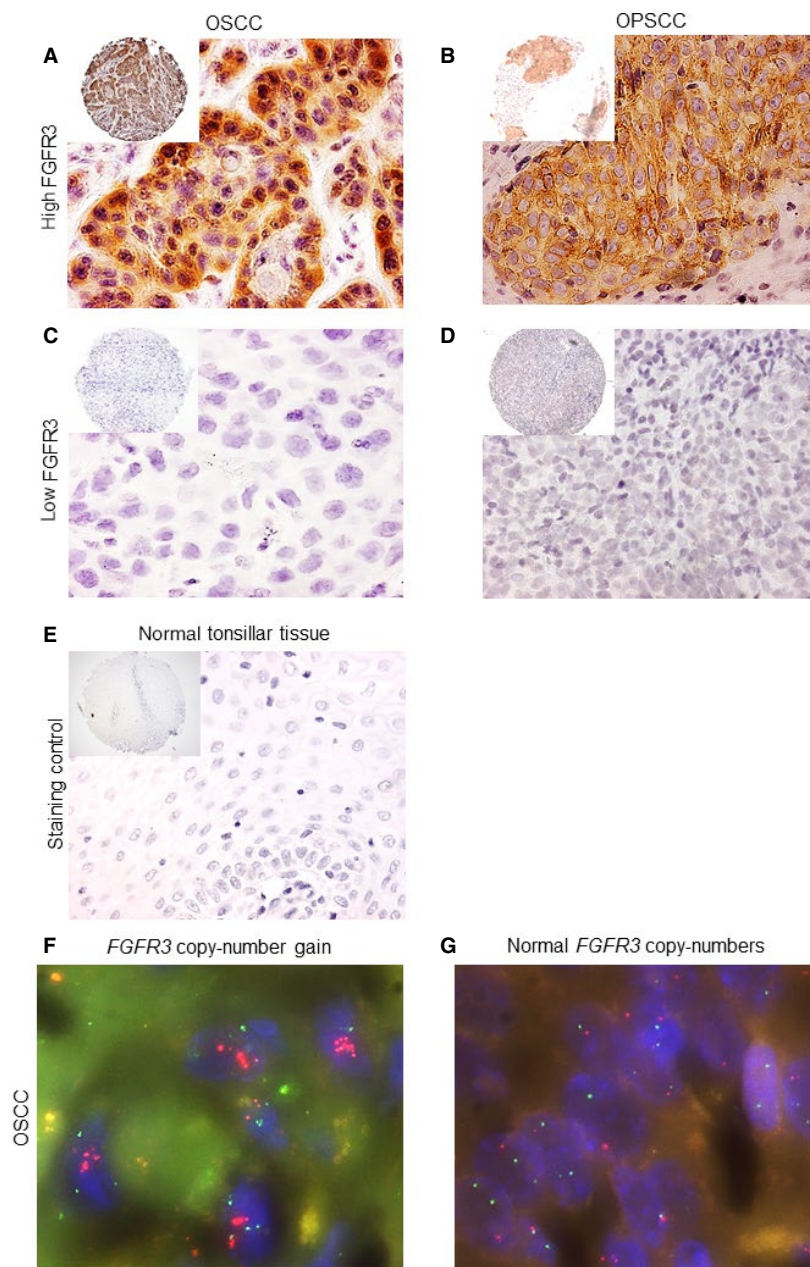 OSCC
OPSCC
A
B
High FGFR3
C
D
Low FGFR3
E
Normal tonsillar tissue
Staining control
F
FGFR3 copy-number gain
G
Normal FGFR3 copy-numbers
OSCC